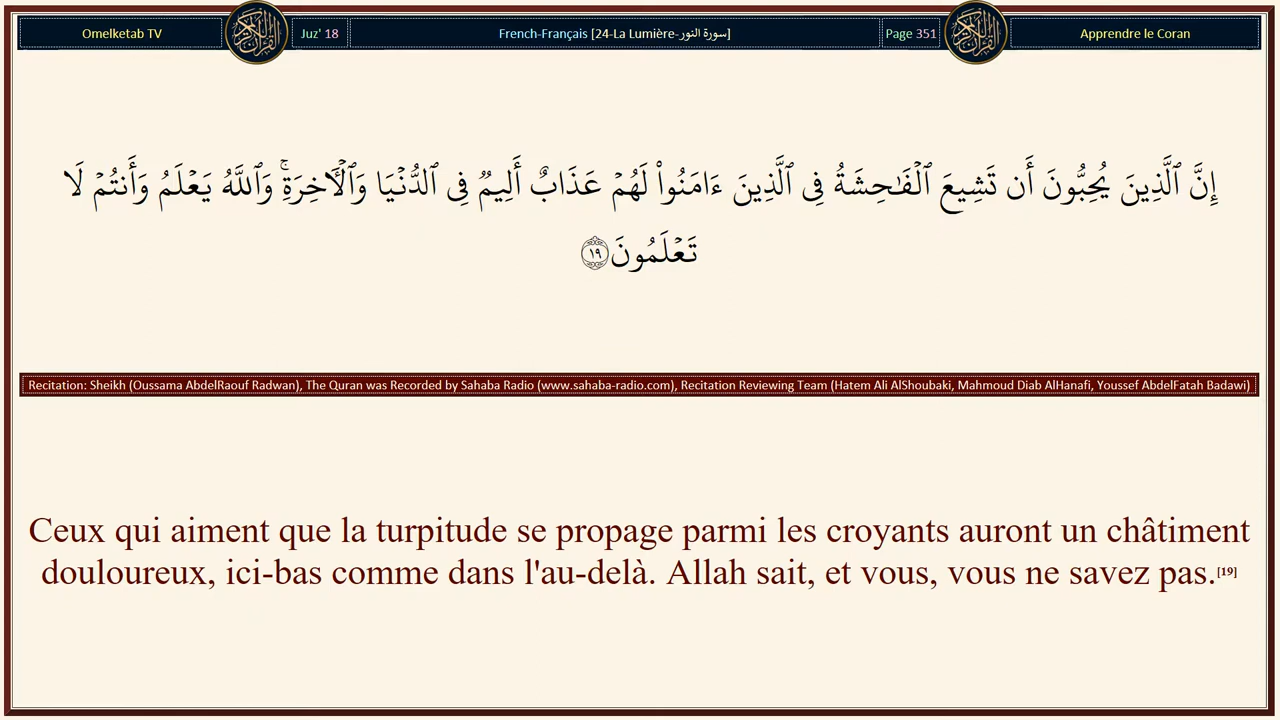 Omelketab TV
Juz' 18
French-Français [24-La Lumière-سورة النور]
Page 351
Apprendre le Coran
إِنَّ ٱلَّذِينَ يُحِبُّونَ أَن تَشِيعَ ٱلْفَـٰحِشَةُ فِى ٱلَّذِينَ ءَامَنُوا۟ لَهُمْ عَذَابٌ أَلِيمٌۭ فِى ٱلدُّنْيَا وَٱلْـَٔاخِرَةِ ۚ وَٱللَّهُ يَعْلَمُ وَأَنتُمْ لَا
تَعْلَمُونَ ١٩
Recitation: Sheikh (Oussama AbdelRaouf Radwan), The Quran was Recorded by Sahaba Radio (www.sahaba-radio.com), Recitation Reviewing Team (Hatem Ali AlShoubaki, Mahmoud Diab AlHanafi, Youssef AbdelFatah Badawi)
Ceux qui aiment que la turpitude se propage parmi les croyants auront un châtiment
douloureux, ici-bas comme dans l'au-delà. Allah sait, et vous, vous ne savez pas.[19]